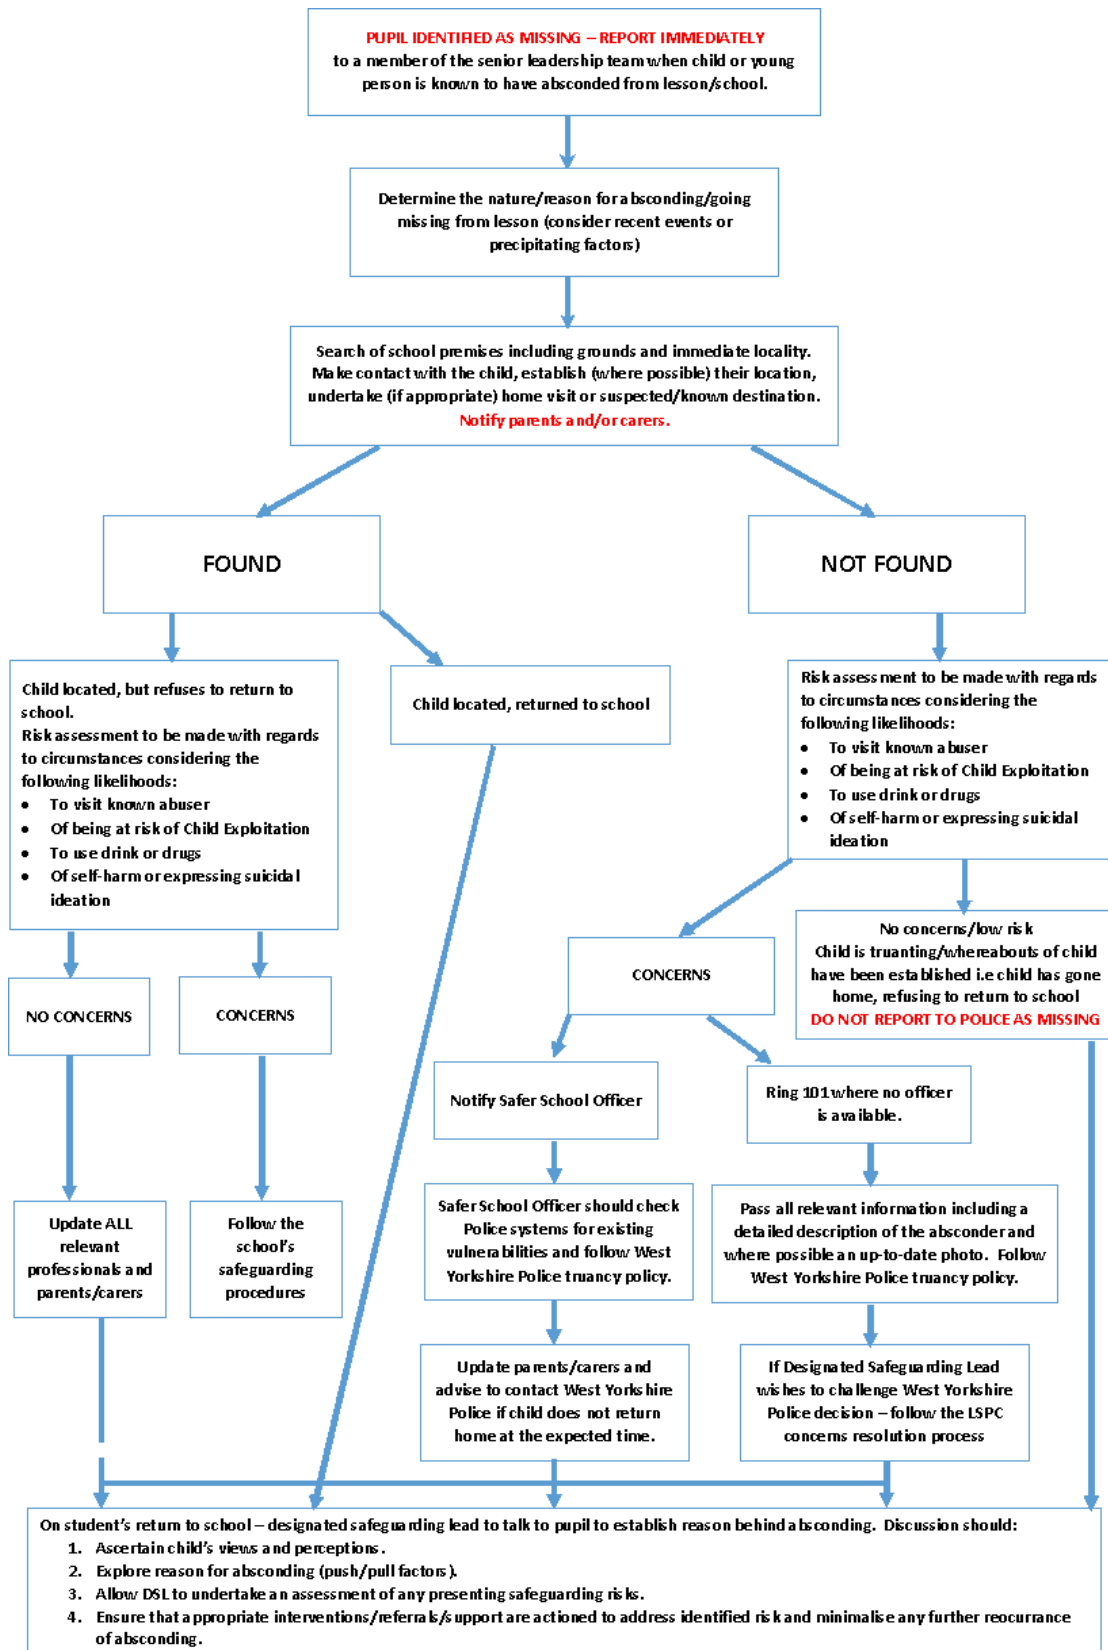 PUPIL IDENTIFIED AS MISSING – REPORT IMMEDIATELY
to a member of the senior leadership team when child or young
person is known to have absconded from lesson/school.
Determine the nature/reason for absconding/going
missing from lesson (consider recent events or
precipitating factors)
Search of school premises including grounds and immediate locality.
Make contact with the child, establish (where possible) their location,
undertake (if appropriate) home visit or suspected/known destination.
Notify parents and/or carers.
FOUND
NOT FOUND
Child located, but refuses to return to
school.
Risk assessment to be made with regards
to circumstances considering the
following likelihoods:
• To visit known abuser
• Of being at risk of Child Exploitation
• To use drink or drugs
• Of self-harm or expressing suicidal
ideation
Child located, returned to school
Risk assessment to be made with regards
to circumstances considering the
following likelihoods:
• To visit known abuser
• Of being at risk of Child Exploitation
• To use drink or drugs
• Of self-harm or expressing suicidal
ideation
NO CONCERNS
CONCERNS
CONCERNS
No concerns/low risk
Child is truanting/whereabouts of child
have been established i.e child has gone
home, refusing to return to school
DO NOT REPORT TO POLICE AS MISSING
Notify Safer School Officer
Ring 101 where no officer
is available.
Update ALL
relevant
professionals and
parents/carers
Follow the
school's
safeguarding
procedures
Safer School Officer should check
Police systems for existing
vulnerabilities and follow West
Yorkshire Police truancy policy.
Pass all relevant information including a
detailed description of the absconder and
where possible an up-to-date photo. Follow
West Yorkshire Police truancy policy.
Update parents/carers and
advise to contact West Yorkshire
Police if child does not return
home at the expected time.
If Designated Safeguarding Lead
wishes to challenge West Yorkshire
Police decision – follow the LSPC
concerns resolution process
On student's return to school – designated safeguarding lead to talk to pupil to establish reason behind absconding. Discussion should:
1. Ascertain child's views and perceptions.
2. Explore reason for absconding (push/pull factors).
3. Allow DSL to undertake an assessment of any presenting safeguarding risks.
4. Ensure that appropriate interventions/referrals/support are actioned to address identified risk and minimalise any further reocurrance
of absconding.